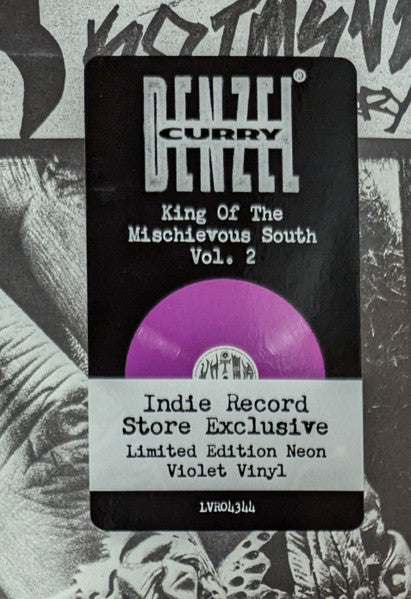 DENZEL
CURRY
®
King Of The
Mischievous South
Vol. 2
Indie Record
Store Exclusive
Limited Edition Neon
Violet Vinyl
LVR04344